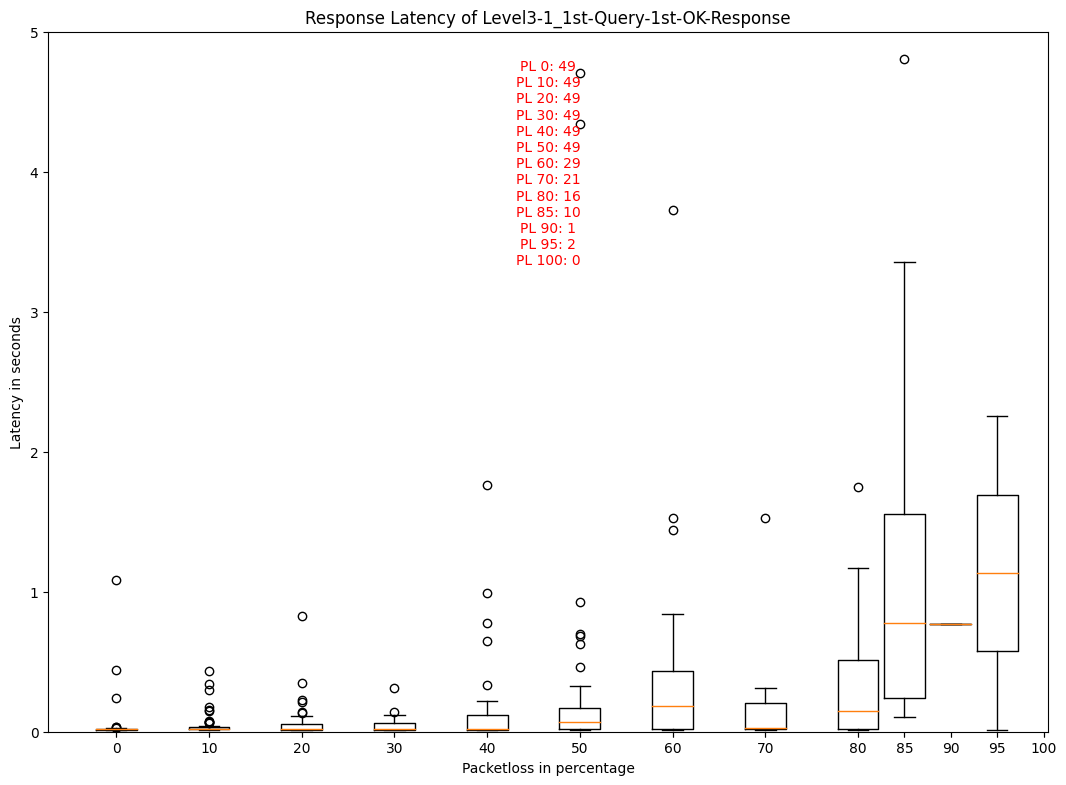 Response Latency of Level3-1_1st-Query-1st-OK-Response
5
4
3
2
1
0
Latency in seconds
PL 0: 49
PL 10: 49
PL 20: 49
PL 30: 49
PL 40: 49
PL 50: 49
PL 60: 29
PL 70: 21
PL 80: 16
PL 85: 10
PL 90: 1
PL 95: 2
PL 100: 0
0 10 20 30 40 50 60 70 80 85 90 95 100
Packetloss in percentage